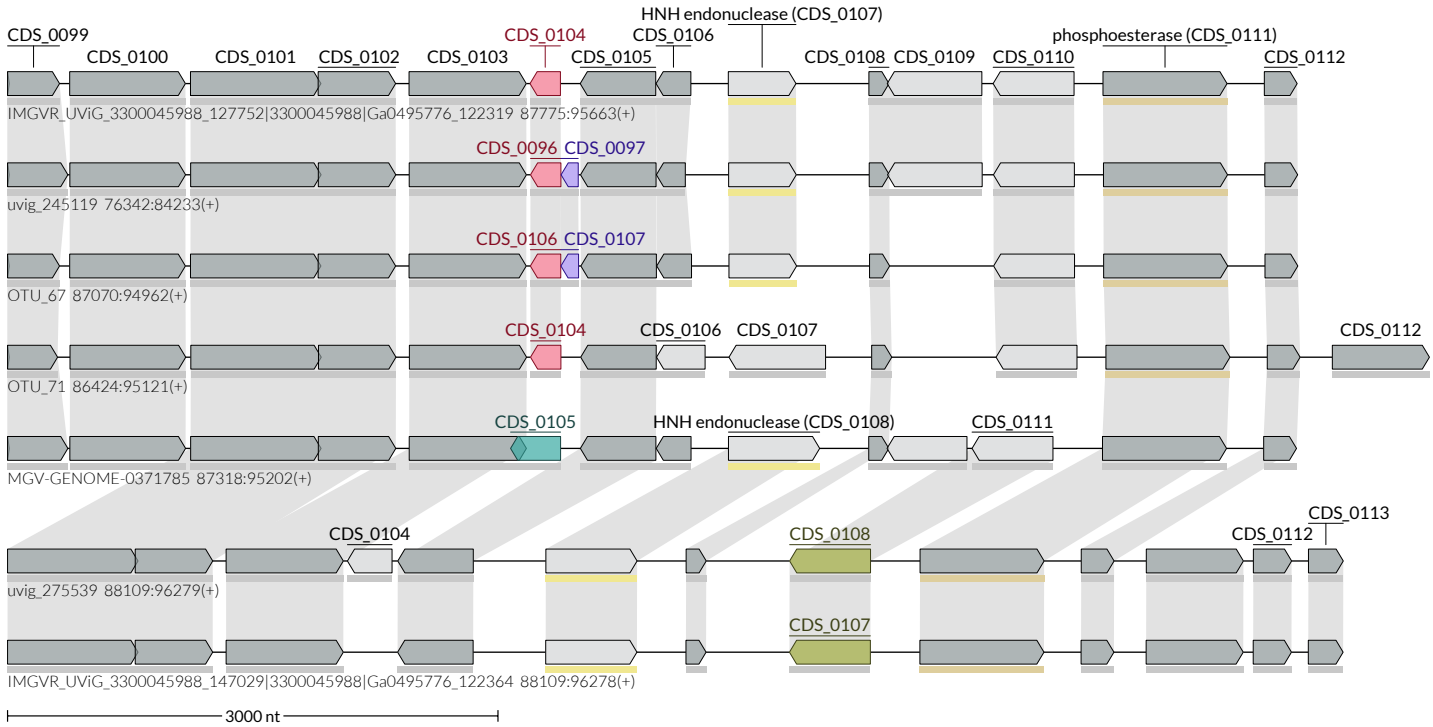 HNH endonuclease (CDS_0107)
CDS_0099 CDS_0104 CDS_0106 phosphoesterase (CDS_0111)
CDS_0100 CDS_0101 CDS_0102 CDS_0103 CDS_0105 CDS_0108 CDS_0109 CDS_0110 CDS_0112
IMGVR_UViG_3300045988_127752|3300045988|Ga0495776_122319 87775:95663(+)
CDS_0096 CDS_0097
uvig_245119 76342:84233(+)
CDS_0106 CDS_0107
OTU_67 87070:94962(+)
CDS_0104 CDS_0106 CDS_0107 CDS_0112
OTU_71 86424:95121(+)
CDS_0105 HNH endonuclease (CDS_0108) CDS_0111
MGV-GENOME-0371785 87318:95202(+)
CDS_0113
CDS_0104 CDS_0108 CDS_0112
uvig_275539 88109:96279(+)
CDS_0107
IMGVR_UViG_3300045988_147029|3300045988|Ga0495776_122364 88109:96278(+)
3000 nt